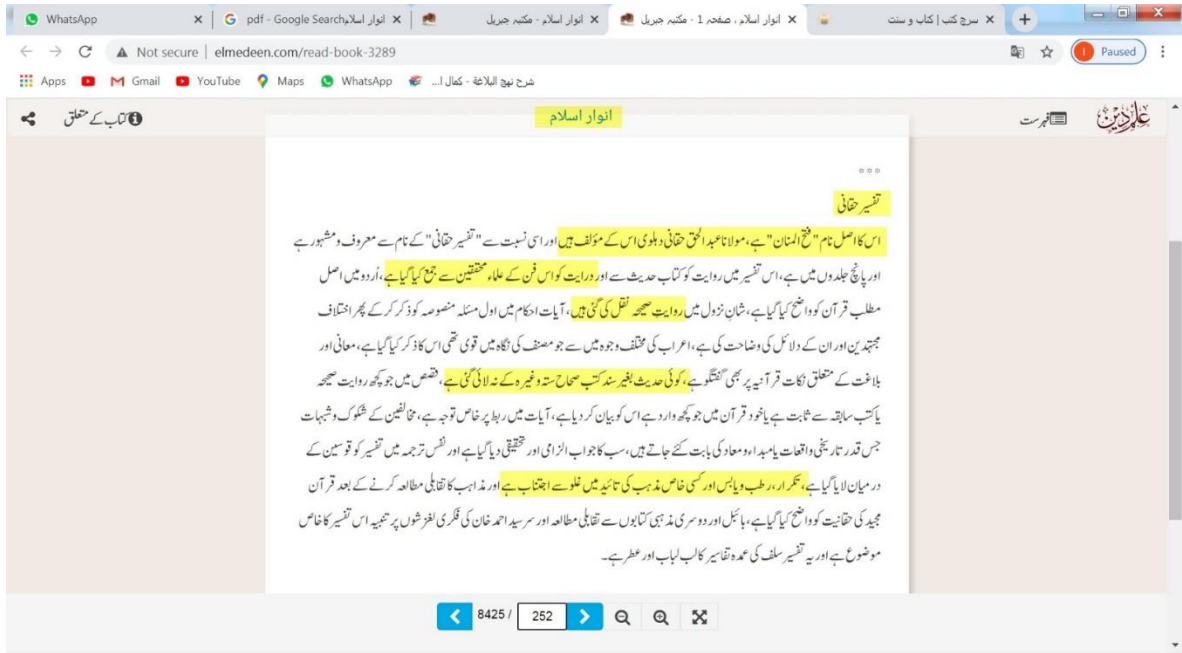 WhatsApp
انوار اسلامpdf - Google Search
انوار اسلام - مکتبہ جبریل
انوار اسلام ، صفحہ 1 - مکتبہ جبریل
سرچ کتب | کتاب و سنت
Not secure | elmedeen.com/read-book-3289
Paused
Apps
Gmail
YouTube
Maps
WhatsApp
شرح نهج البلاغة - كمال ا...
علم دین
فہرست
انوار اسلام
کتاب کے متعلق
***
تفسیر حقانی
اس کا اصل نام "فتح المنان" ہے، مولانا عبد الحق حقانی دہلوی اس کے مؤلف ہیں اور اسی نسبت سے "تفسیر حقانی" کے نام سے معروف و مشہور ہے
اور پانچ جلدوں میں ہے، اس تفسیر میں روایت کو کتاب حدیث سے اور درایت کو اس فن کے علماء محققین سے جمع کیا گیا ہے، اُردو میں اصل
مطلب قرآن کو واضح کیا گیا ہے، شانِ نزول میں روایتِ صحیحہ نقل کی گئی ہیں، آیات احکام میں اول مسئلہ منصوصہ کو ذکر کرکے پھر اختلاف
مجتہدین اور ان کے دلائل کی وضاحت کی ہے، اعراب کی مختلف وجوہ میں سے جو مصنف کی نگاہ میں قوی تھی اس کا ذکر کیا گیا ہے، معانی اور
بلاغت کے متعلق نکات قرآنیہ پر بھی گفتگو ہے، کوئی حدیث بغیر سند کتب صحاح ستہ وغیرہ کے نہ لائی گئی ہے، قصص میں جو کچھ روایت صحیحہ
یا کتب سابقہ سے ثابت ہے یا خود قرآن میں جو کچھ وارد ہے اس کو بیان کر دیا ہے، آیات میں ربط پر خاص توجہ ہے، مخالفین کے شکوک و شبہات
جس قدر تاریخی واقعات یا مبداء و معاد کی بابت کئے جاتے ہیں، سب کا جواب الزامی اور تحقیقی دیا گیا ہے اور نفس ترجمہ میں تفسیر کو قوسین کے
درمیان لایا گیا ہے، تکرار، رطب و یابس اور کسی خاص مذہب کی تائید میں غلو سے اجتناب ہے اور مذاہب کا تقابلی مطالعہ کرنے کے بعد قرآن
مجید کی حقانیت کو واضح کیا گیا ہے، بائبل اور دوسری مذہبی کتابوں سے تقابلی مطالعہ اور سر سید احمد خان کی فکری لغزشوں پر تنبیہ اس تفسیر کا خاص
موضوع ہے اور یہ تفسیر سلف کی عمدہ تفاسیر کا لب لباب اور عطر ہے۔
8425 / 252